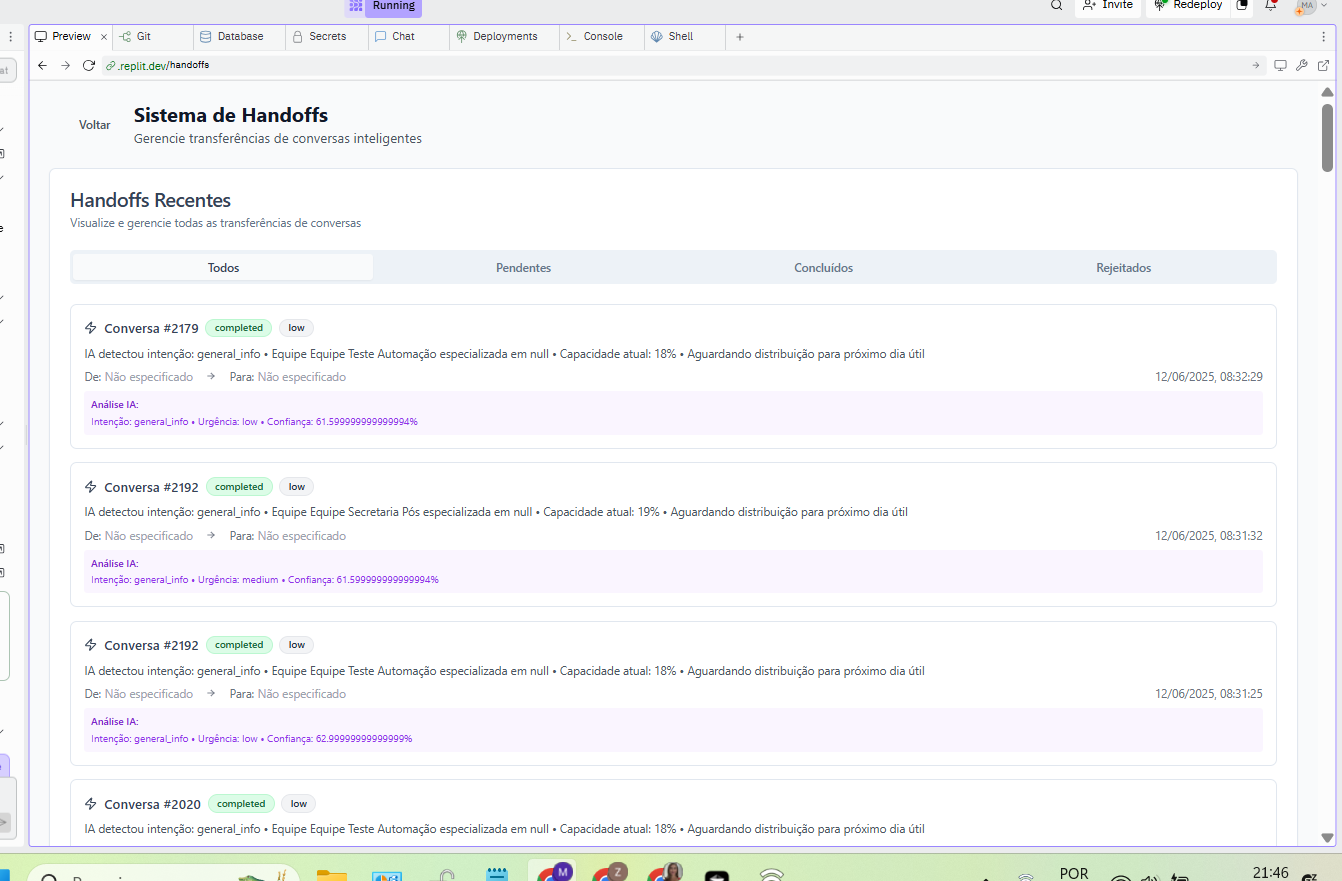 Running
Invite
Redeploy
MA
Preview
Git
Database
Secrets
Chat
Deployments
Console
Shell
.replit.dev/handoffs
at
Voltar
Sistema de Handoffs
Gerencie transferências de conversas inteligentes
Handoffs Recentes
Visualize e gerencie todas as transferências de conversas
Todos
Pendentes
Concluídos
Rejeitados
Conversa #2179 completed low
IA detectou intenção: general_info • Equipe Equipe Teste Automação especializada em null • Capacidade atual: 18% • Aguardando distribuição para próximo dia útil
De: Não especificado → Para: Não especificado 12/06/2025, 08:32:29
Análise IA:
Intenção: general_info • Urgência: low • Confiança: 61.599999999999994%
Conversa #2192 completed low
IA detectou intenção: general_info • Equipe Equipe Secretaria Pós especializada em null • Capacidade atual: 19% • Aguardando distribuição para próximo dia útil
De: Não especificado → Para: Não especificado 12/06/2025, 08:31:32
Análise IA:
Intenção: general_info • Urgência: medium • Confiança: 61.599999999999994%
Conversa #2192 completed low
IA detectou intenção: general_info • Equipe Equipe Teste Automação especializada em null • Capacidade atual: 18% • Aguardando distribuição para próximo dia útil
De: Não especificado → Para: Não especificado 12/06/2025, 08:31:25
Análise IA:
Intenção: general_info • Urgência: low • Confiança: 62.99999999999999%
Conversa #2020 completed low
IA detectou intenção: general_info • Equipe Equipe Teste Automação especializada em null • Capacidade atual: 18% • Aguardando distribuição para próximo dia útil
M
Z
POR
21:46